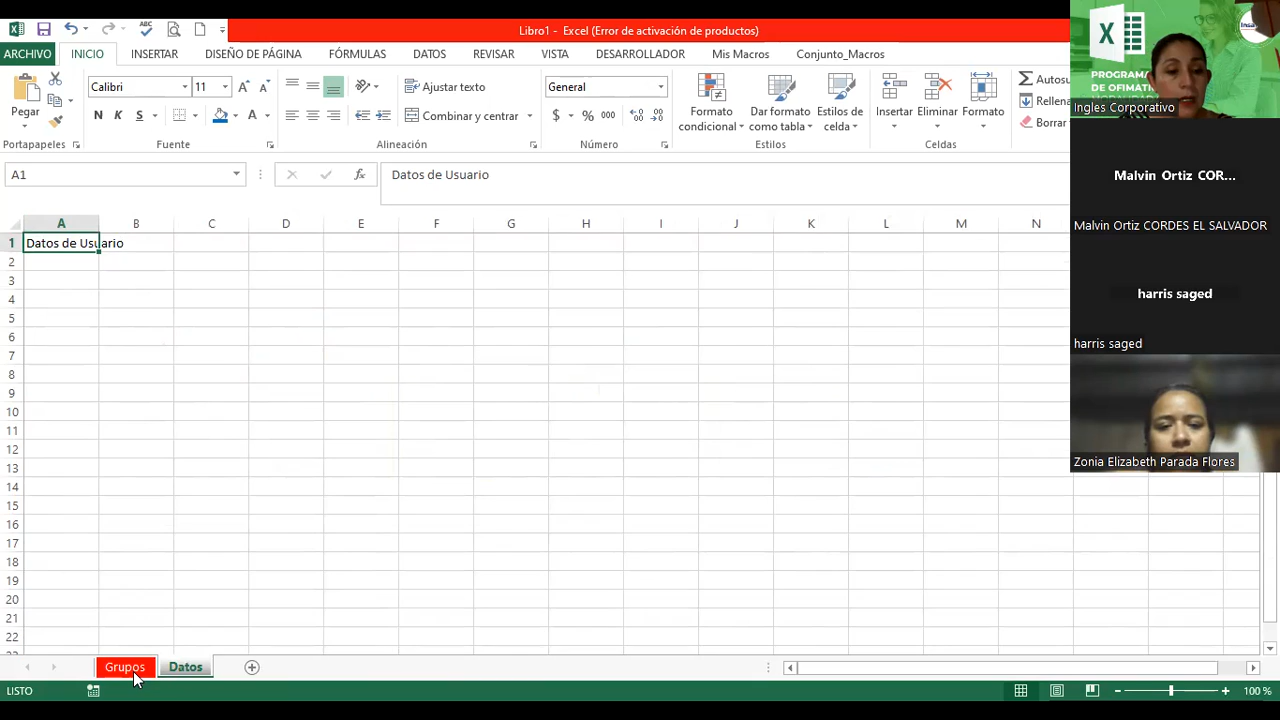 Libro1 - Excel (Error de activación de productos)
ARCHIVO INICIO INSERTAR DISEÑO DE PÁGINA FÓRMULAS DATOS REVISAR VISTA DESARROLLADOR Mis Macros Conjunto_Macros
Calibri 11 Ajustar texto General Autosu
Pegar Formato Dar formato Estilos de Insertar Eliminar Formato Rellena
N K S A Combinar y centrar $ % 000 condicional como tabla celda Borrar
Portapapeles Fuente Alineación Número Estilos Celdas
A1 fx Datos de Usuario
A B C D E F G H I J K L M N
1 Datos de Usuario
2
3
4
5
6
7
8
9
10
11
12
13
14
15
16
17
18
19
20
21
22
Grupos Datos
LISTO 100 %
PROGRAMA
DE OFIMÁTI
Ingles Corporativo
Malvin Ortiz COR...
Malvin Ortiz CORDES EL SALVADOR
harris saged
harris saged
Zonia Elizabeth Parada Flores